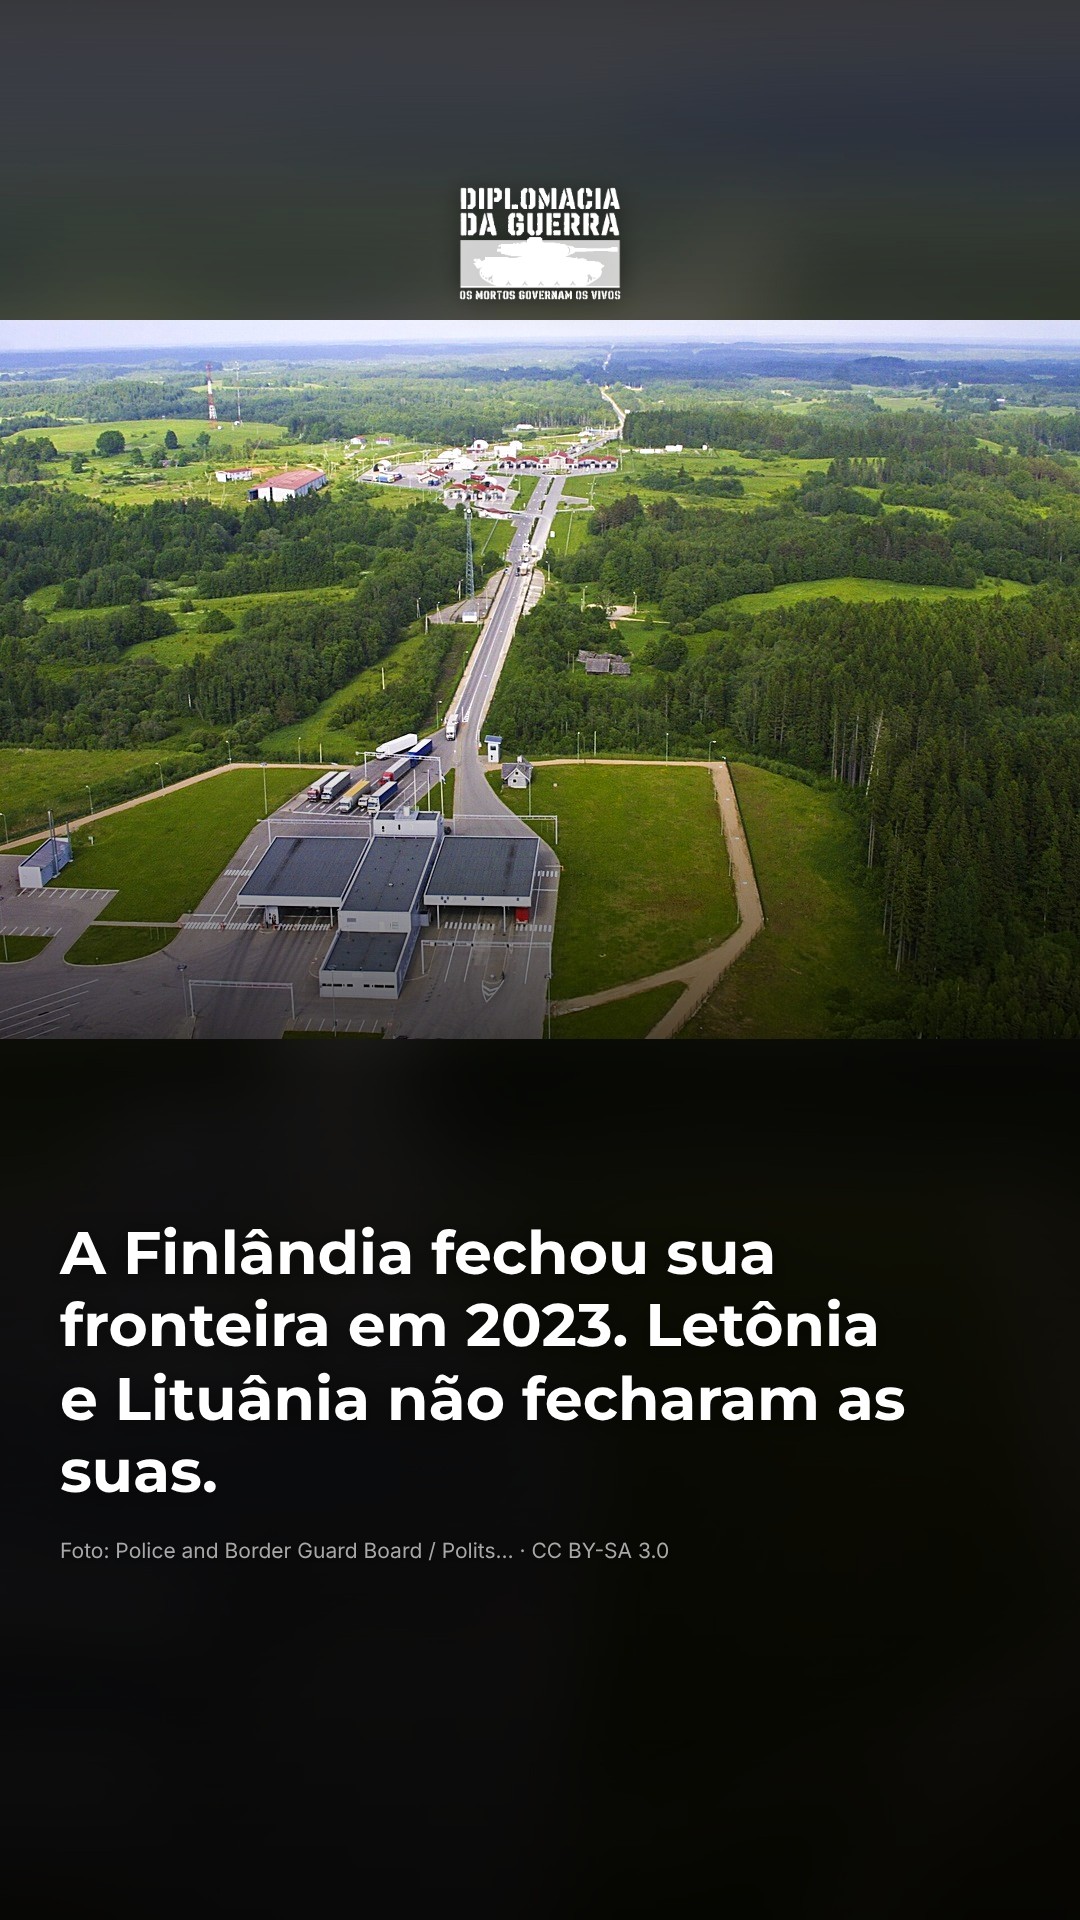 DIPLOMACIA
DA GUERRA
OS MORTOS GOVERNAM OS VIVOS
A Finlândia fechou sua
fronteira em 2023. Letônia
e Lituânia não fecharam as
suas.
Foto: Police and Border Guard Board / Polits... · CC BY-SA 3.0